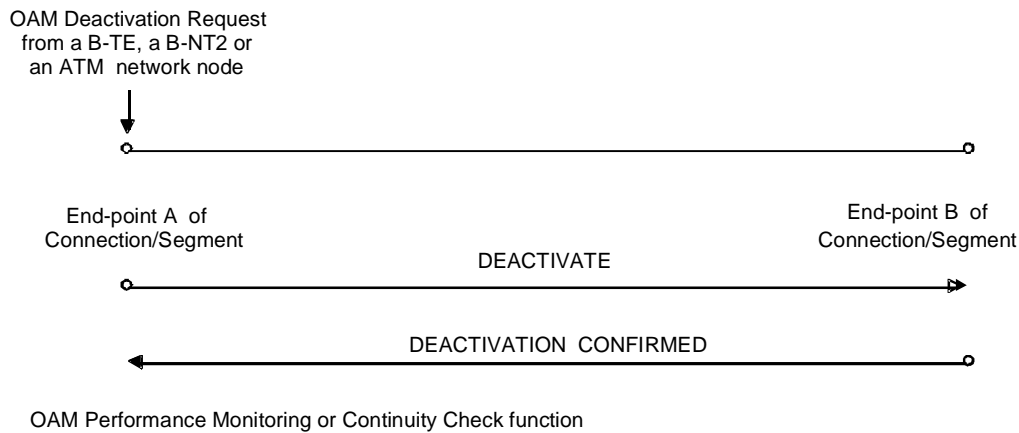 OAM Deactivation Request
from a B-TE, a B-NT2 or
an ATM network node
End-point A of
Connection/Segment
End-point B of
Connection/Segment
DEACTIVATE
DEACTIVATION CONFIRMED
OAM Performance Monitoring or Continuity Check function